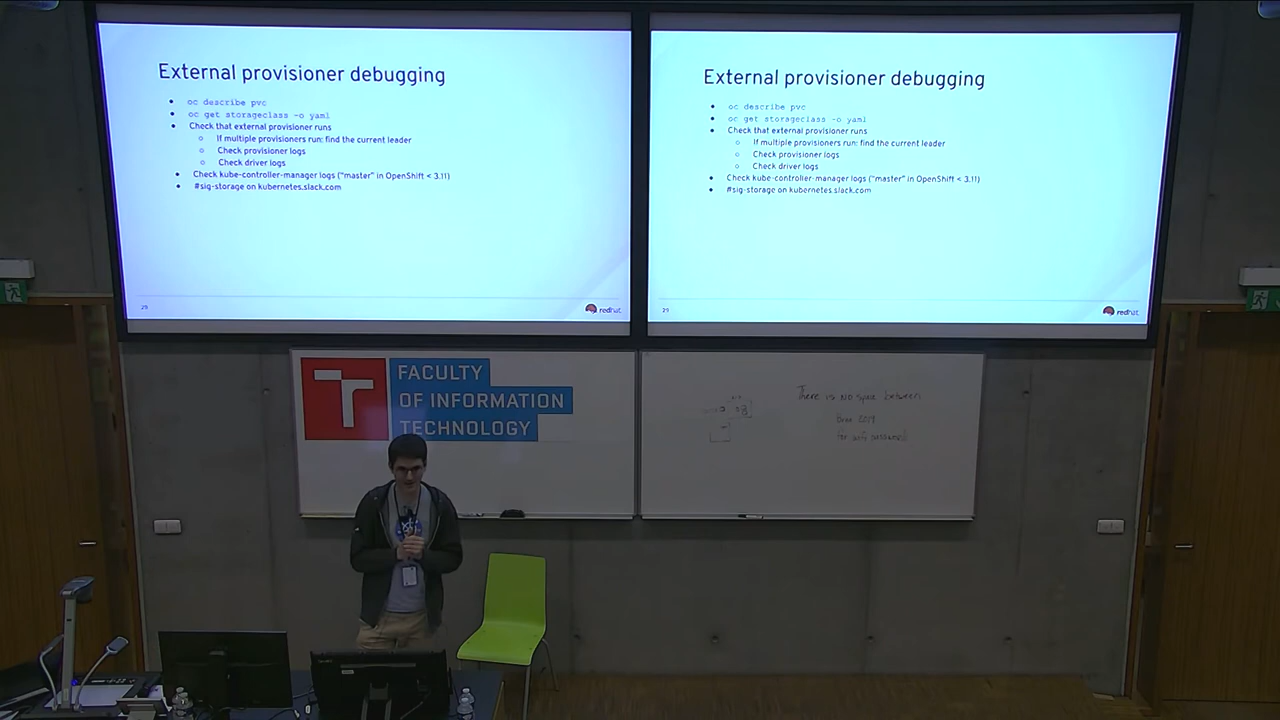 External provisioner debugging
• oc describe pvc
• oc get storageclass -o yaml
• Check that external provisioner runs
○ If multiple provisioners run: find the current leader
○ Check provisioner logs
○ Check driver logs
• Check kube-controller-manager logs ("master" in OpenShift < 3.11)
• #sig-storage on kubernetes.slack.com
redhat
External provisioner debugging
• oc describe pvc
• oc get storageclass -o yaml
• Check that external provisioner runs
○ If multiple provisioners run: find the current leader
○ Check provisioner logs
○ Check driver logs
• Check kube-controller-manager logs ("master" in OpenShift < 3.11)
• #sig-storage on kubernetes.slack.com
redhat
FACULTY
OF INFORMATION
TECHNOLOGY
There is NO space between